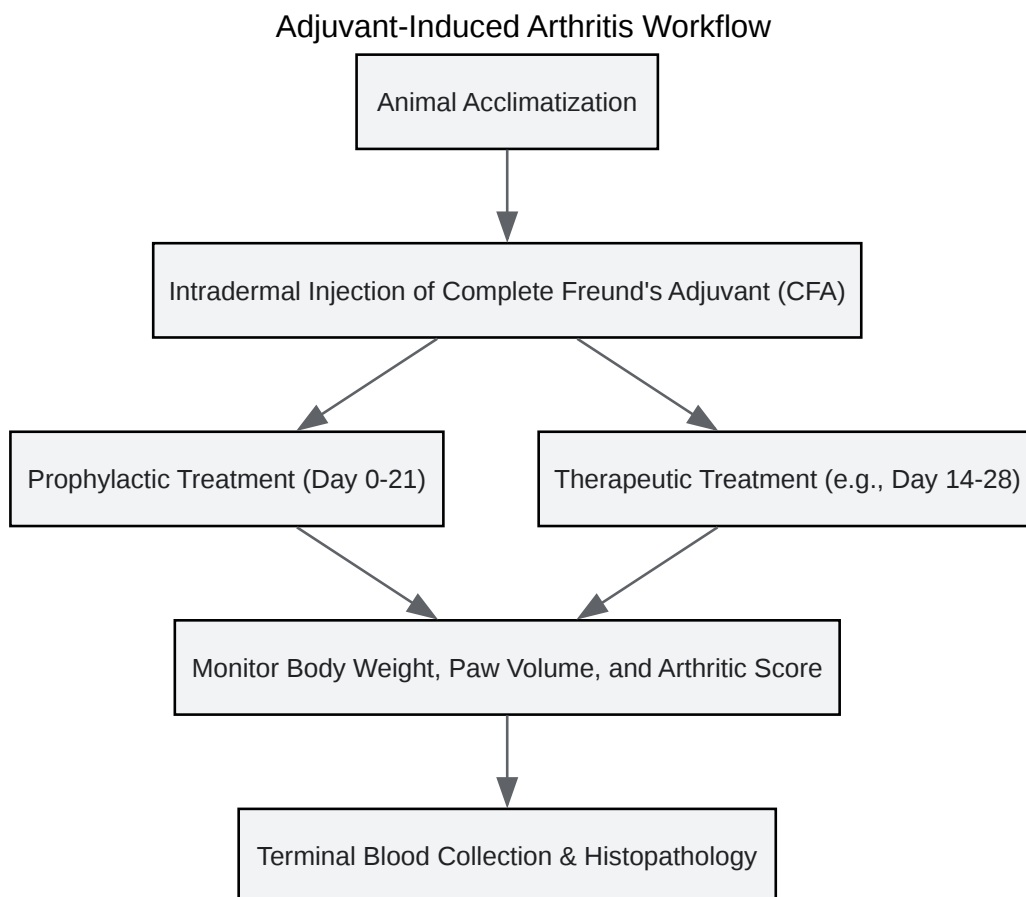 Adjuvant-Induced Arthritis Workflow
Animal Acclimatization
Intradermal Injection of Complete Freund's Adjuvant (CFA)
Prophylactic Treatment (Day 0-21)
Therapeutic Treatment (e.g., Day 14-28)
Monitor Body Weight, Paw Volume, and Arthritic Score
Terminal Blood Collection & Histopathology